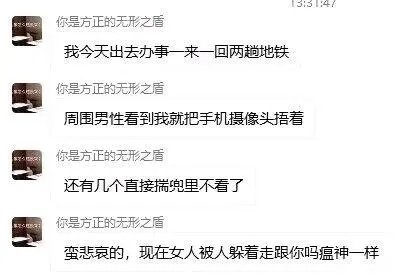 13:31:47
你是方正的无形之盾
我今天出去办事一来一回两趟地铁
你是方正的无形之盾
周围男性看到我就把手机摄像头捂着
你是方正的无形之盾
还有几个直接揣兜里不看了
你是方正的无形之盾
蛮悲哀的，现在女人被人躲着走跟你吗瘟神一样